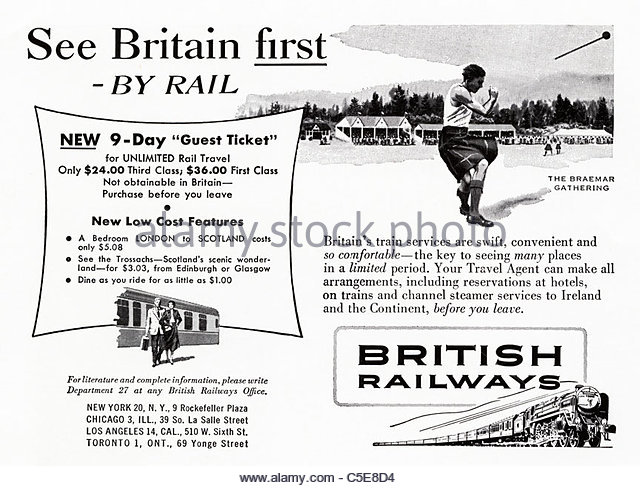 See Britain first
- BY RAIL
NEW 9-Day "Guest Ticket"
for UNLIMITED Rail Travel
Only $24.00 Third Class; $36.00 First Class
Not obtainable in Britain—
Purchase before you leave
New Low Cost Features
• A Bedroom LONDON to SCOTLAND costs
only $5.08
• See the Trossachs—Scotland's scenic wonder-
land—for $3.03, from Edinburgh or Glasgow
• Dine as you ride for as little as $1.00
For literature and complete information, please write
Department 27 at any British Railways Office.
NEW YORK 20, N. Y., 9 Rockefeller Plaza
CHICAGO 3, ILL., 39 So. La Salle Street
LOS ANGELES 14, CAL., 510 W. Sixth St.
TORONTO 1, ONT., 69 Yonge Street
THE BRAEMAR
GATHERING
Britain's train services are swift, convenient and
so comfortable—the key to seeing many places
in a limited period. Your Travel Agent can make all
arrangements, including reservations at hotels,
on trains and channel steamer services to Ireland
and the Continent, before you leave.
BRITISH
RAILWAYS
alamy stock photo
www.alamy.com - C5E8D4